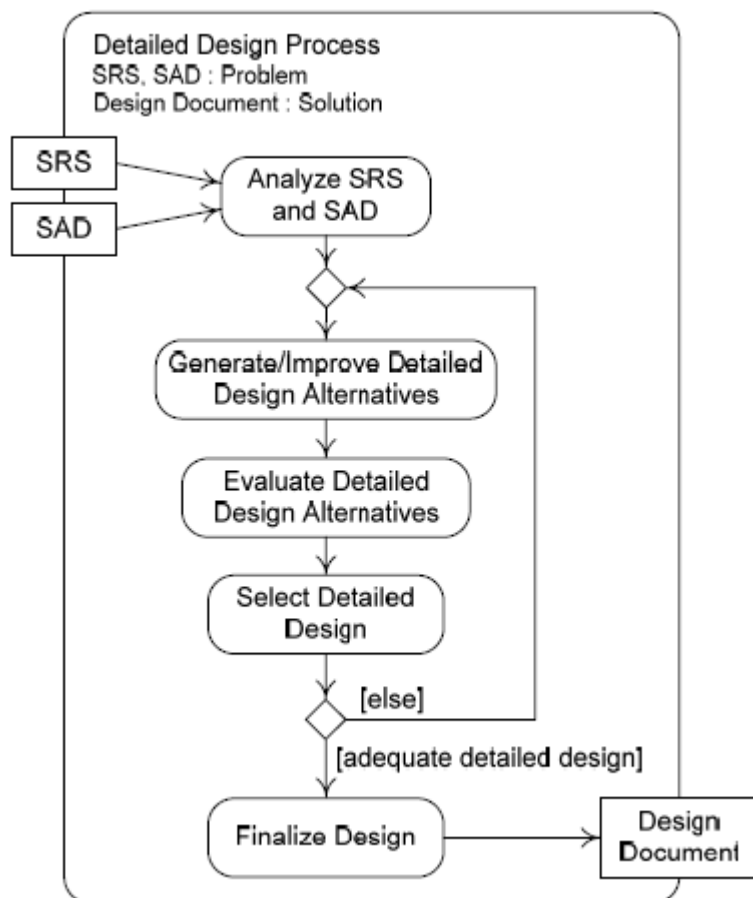 Detailed Design Process
SRS, SAD : Problem
Design Document : Solution
SRS
SAD
Analyze SRS
and SAD
Generate/Improve Detailed
Design Alternatives
Evaluate Detailed
Design Alternatives
Select Detailed
Design
[else]
[adequate detailed design]
Finalize Design
Design
Document